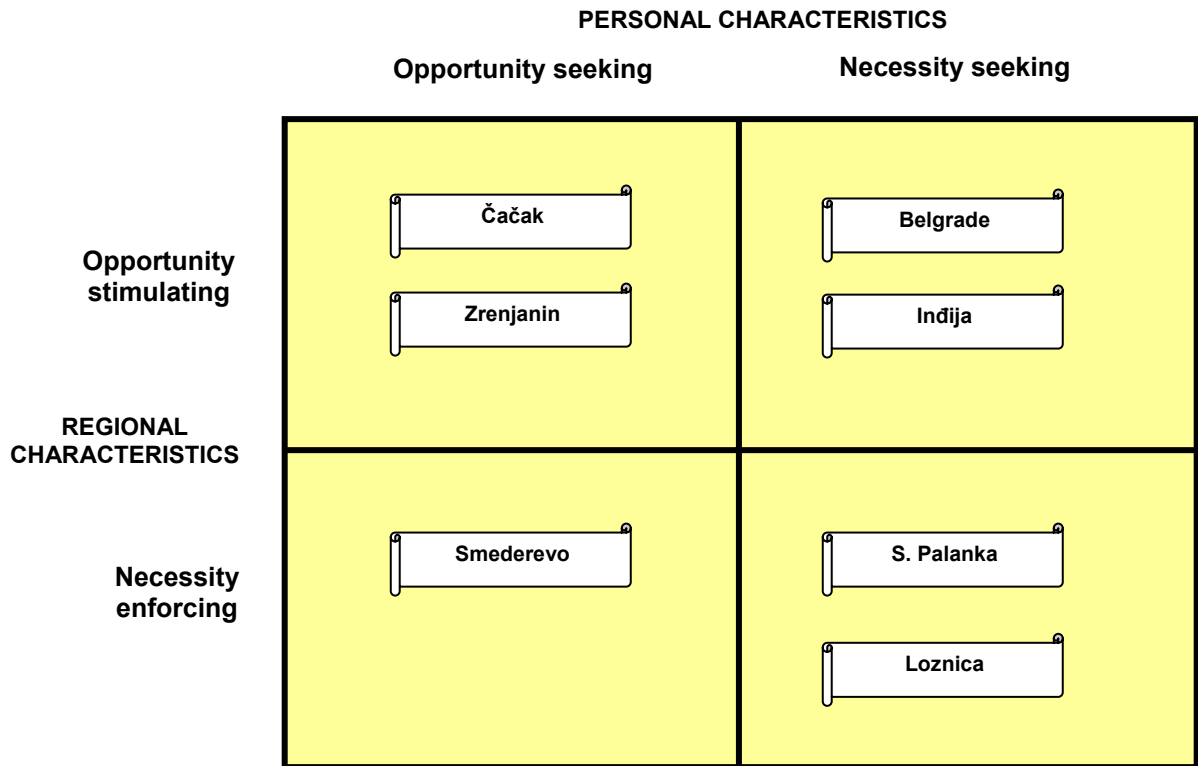 PERSONAL CHARACTERISTICS
Opportunity seeking
Necessity seeking
Opportunity
stimulating
Čačak
Belgrade
Zrenjanin
Inđija
REGIONAL
CHARACTERISTICS
Necessity
enforcing
Smederevo
S. Palanka
Loznica